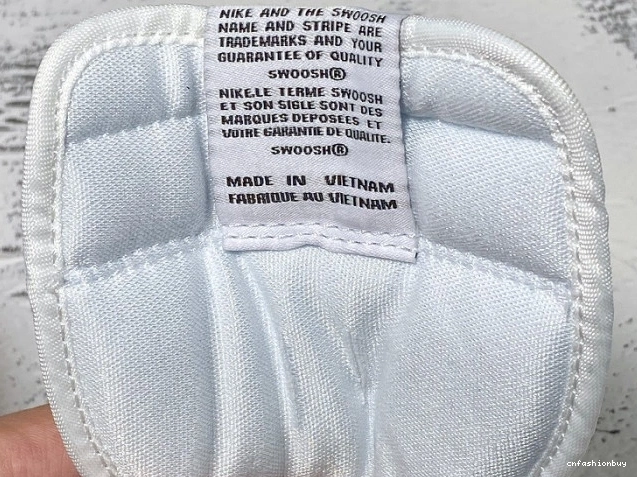 NIKE AND THE SWOOSH
NAME AND STRIPE ARE
TRADEMARKS AND YOUR
GUARANTEE OF QUALITY
SWOOSH®
NIKE,LE TERME SWOOSH
ET SON SIGLE SONT DES
MARQUES DEPOSEES ET
VOTRE GARANTIE DE QUALITE.
SWOOSH®
MADE IN VIETNAM
FABRIQUE AU VIETNAM
cnfashionbuy